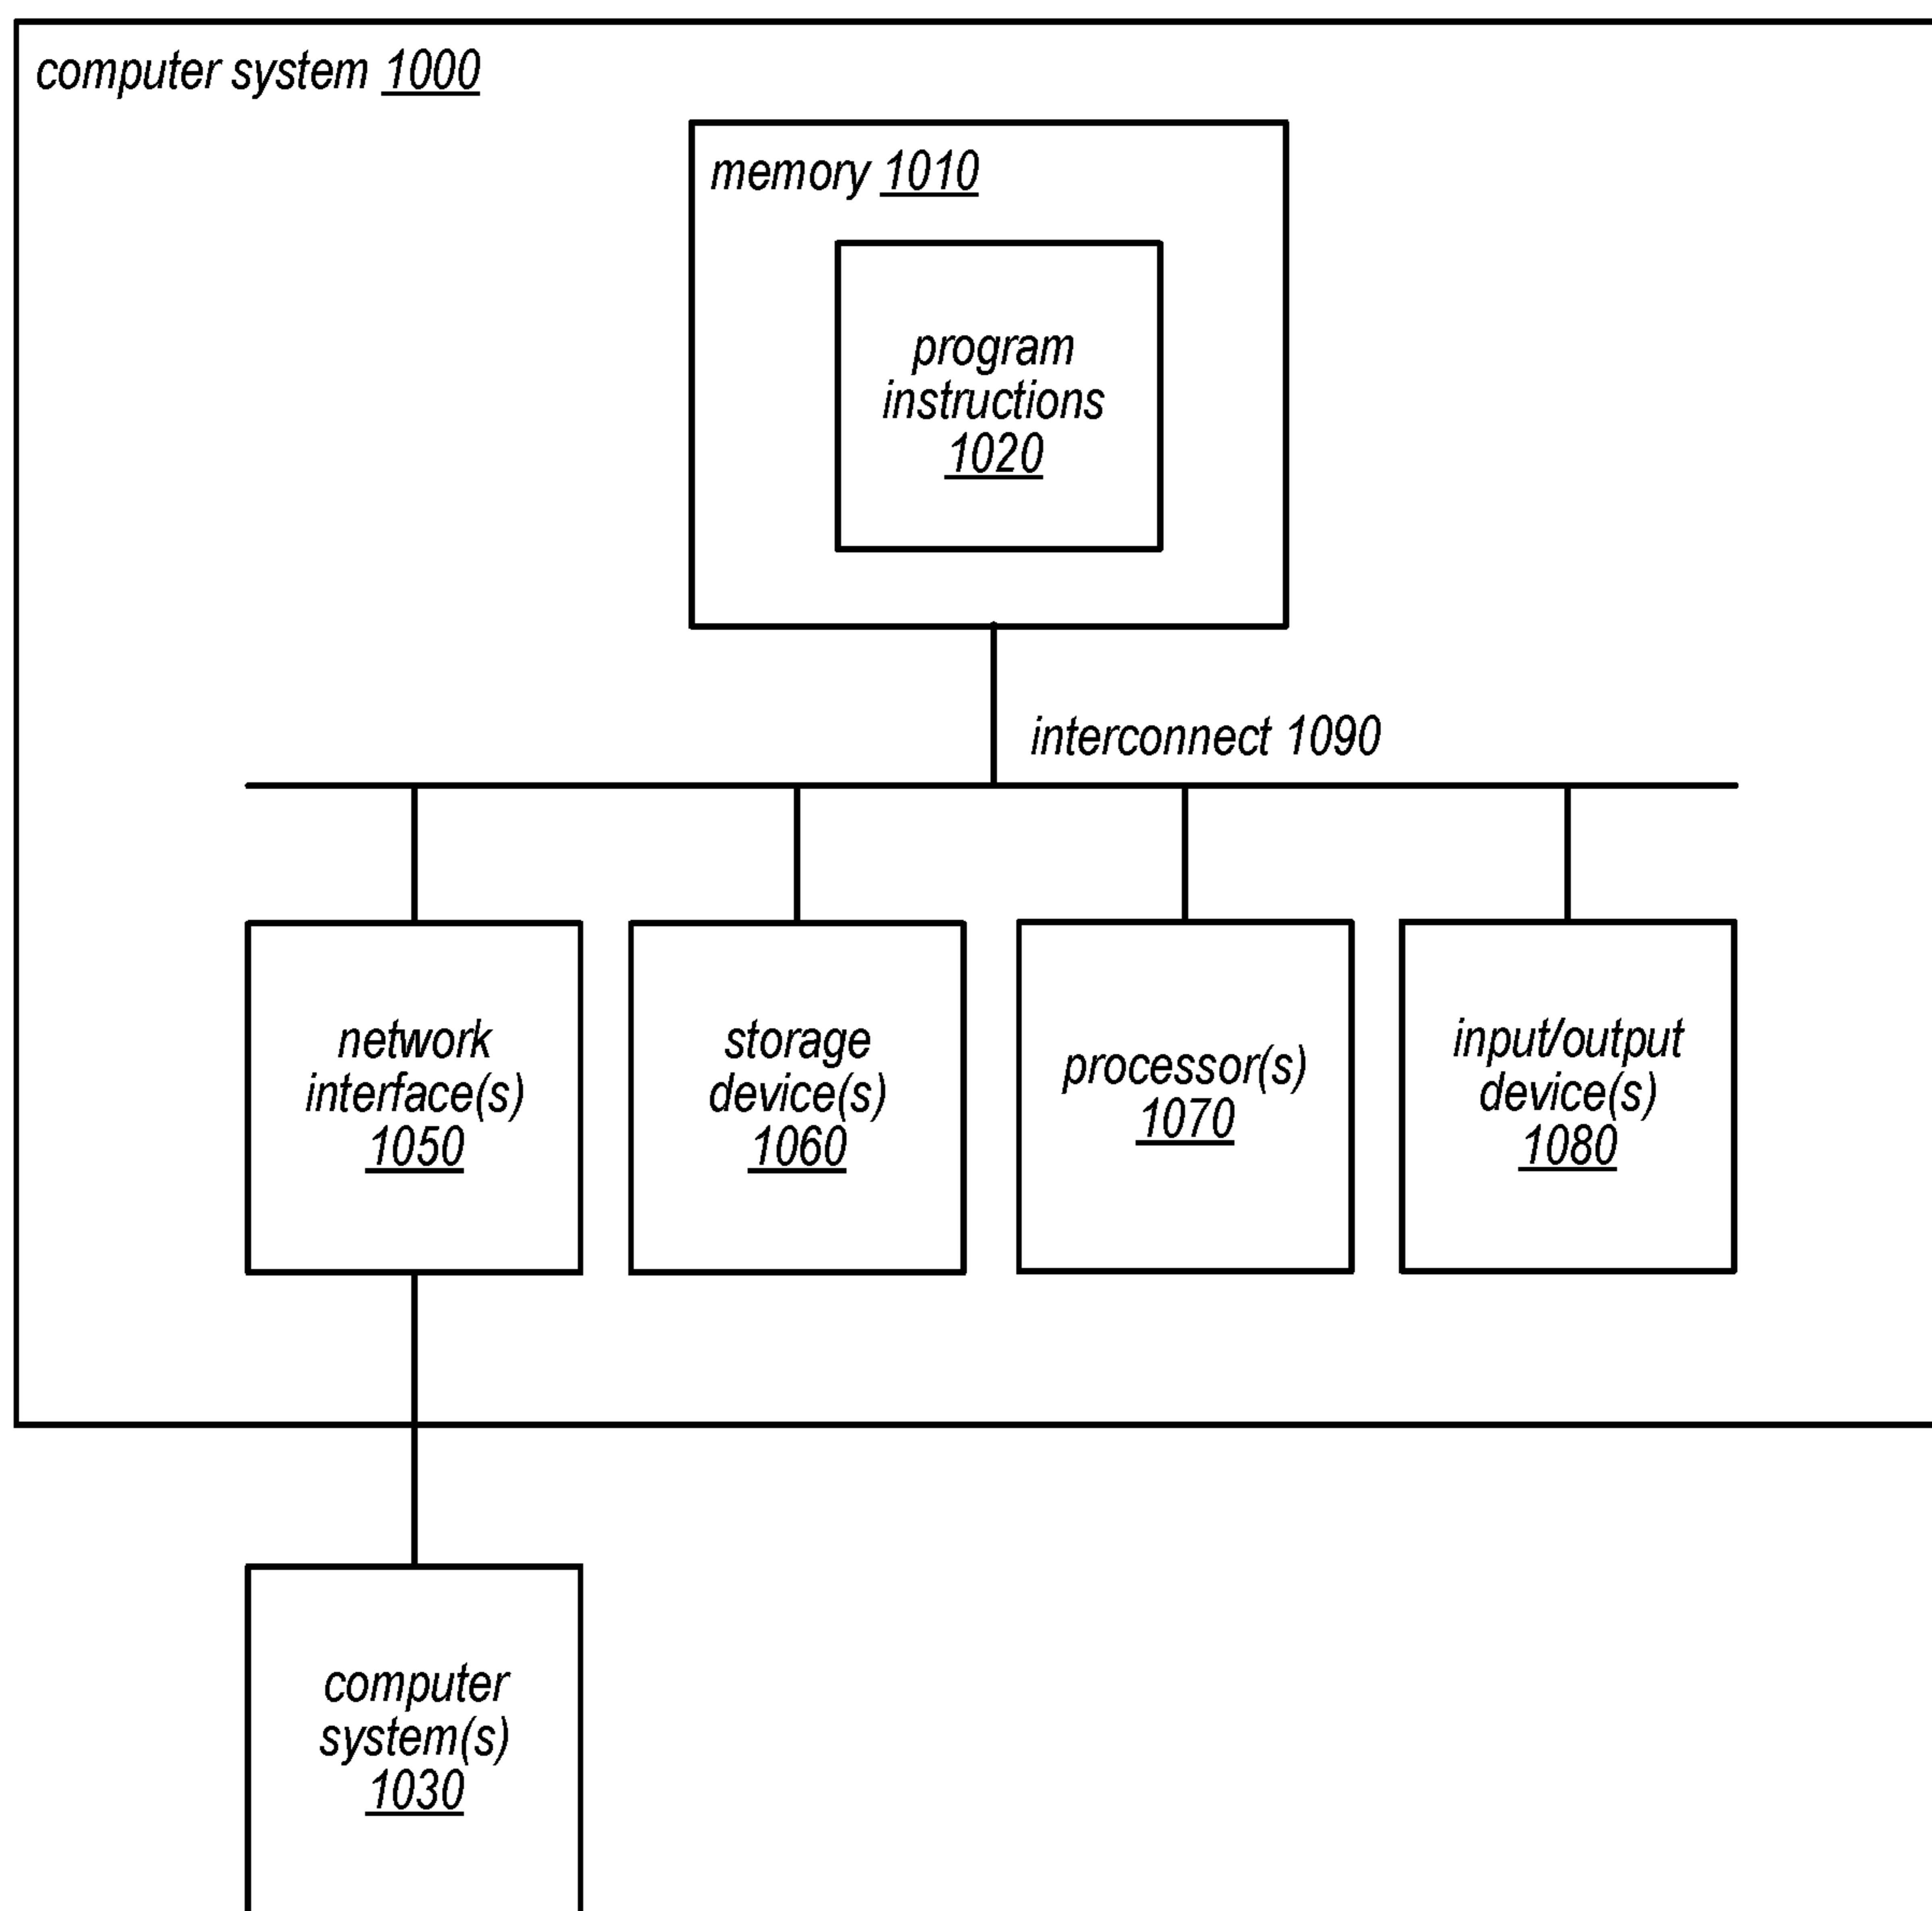 computer system 1000
memory 1010
program
instructions
1020
interconnect 1090
network
interface(s)
1050
storage
device(s)
1060
processor(s)
1070
input/output
device(s)
1080
computer
system(s)
1030